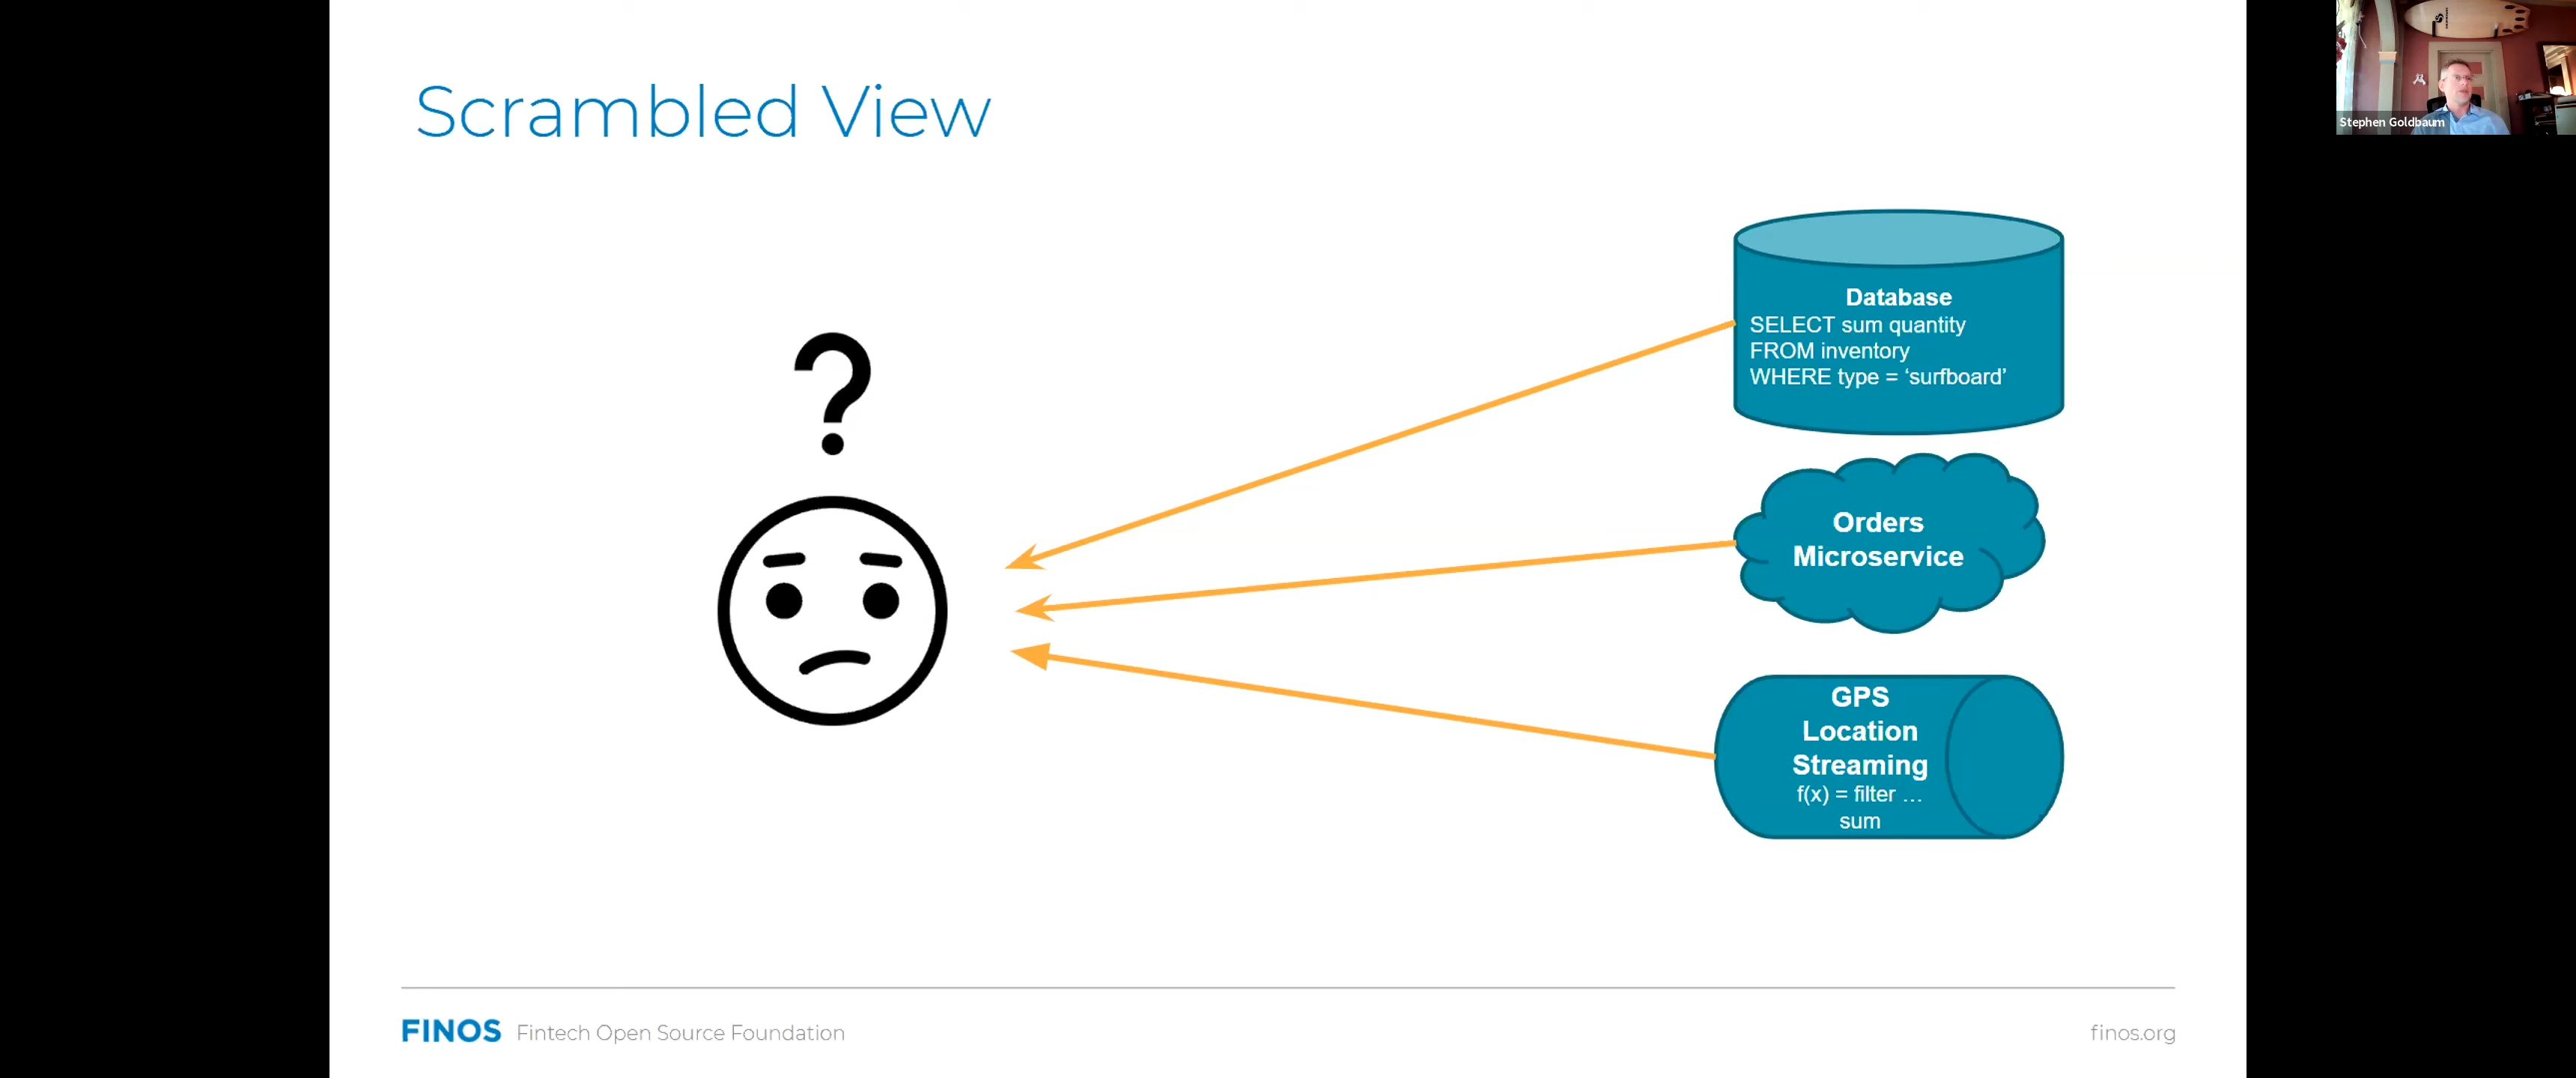 Scrambled View
Stephen Goldbaum
?
Database
SELECT sum quantity
FROM inventory
WHERE type = ‘surfboard’
Orders
Microservice
GPS
Location
Streaming
f(x) = filter …
sum
FINOS Fintech Open Source Foundation
finos.org